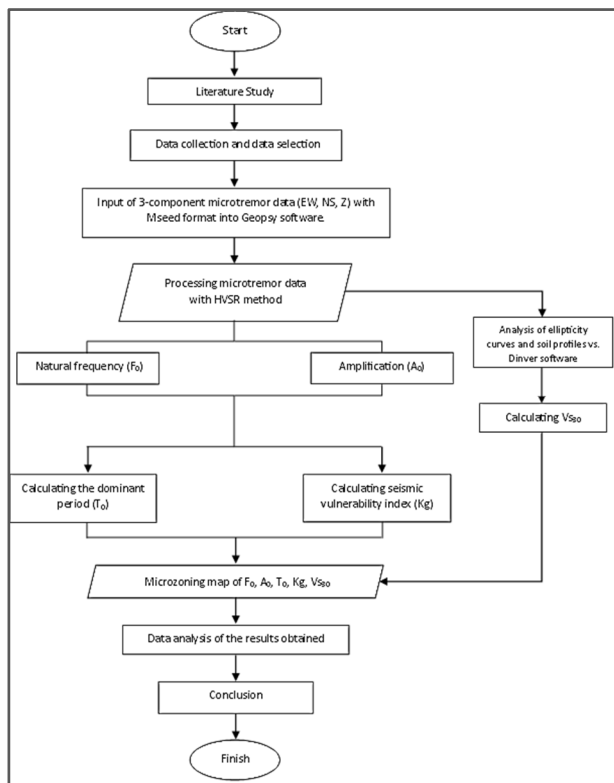 Start
Literature Study
Data collection and data selection
Input of 3-component microtremor data (EW, NS, Z) with
Mseed format into Geopsy software.
Processing microtremor data
with HVSR method
Analysis of ellipticity
curves and soil profiles vs.
Dinver software
Natural frequency (F₀)
Amplification (A₀)
Calculating Vs₃₀
Calculating the dominant
period (T₀)
Calculating seismic
vulnerability index (Kg)
Microzoning map of F₀, A₀, T₀, Kg, Vs₃₀
Data analysis of the results obtained
Conclusion
Finish